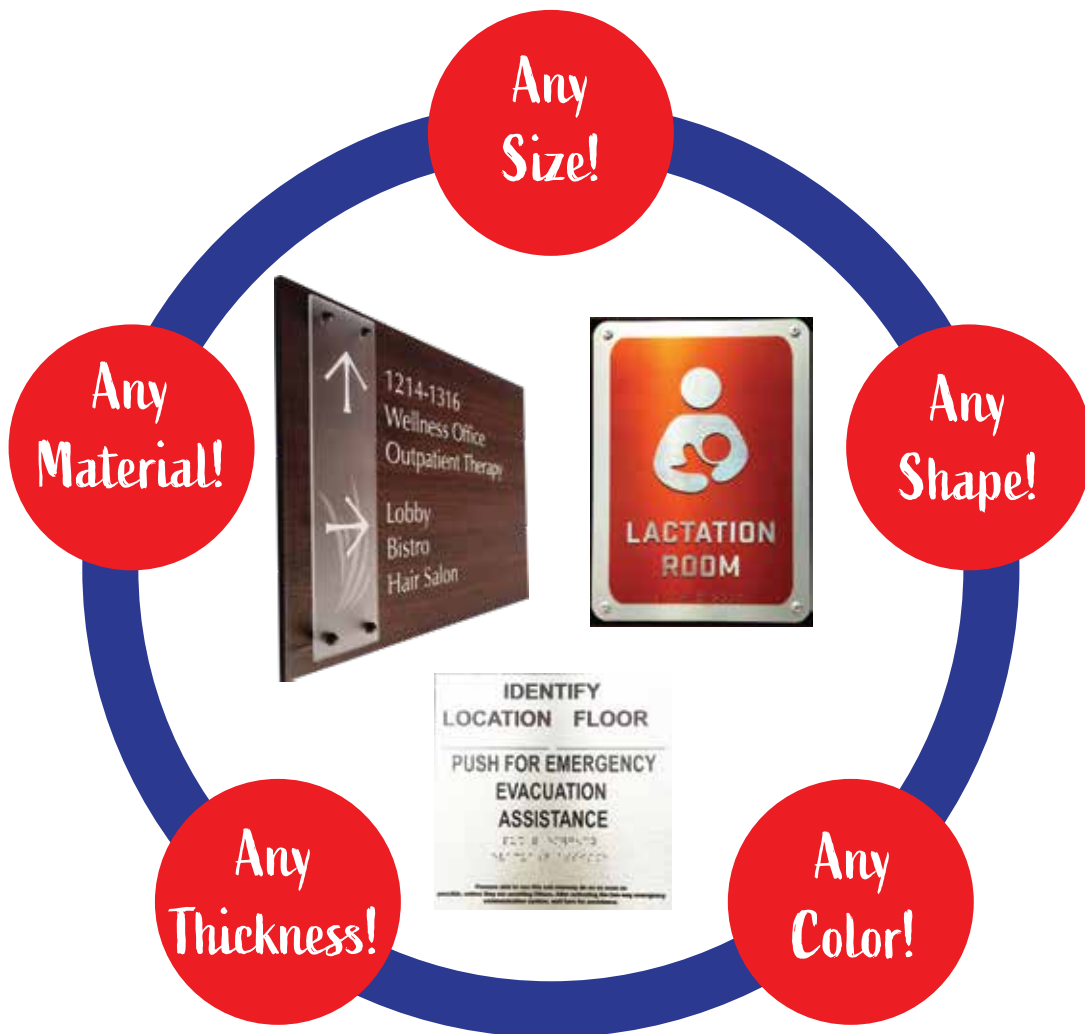 Any
Size!
Any
Material!
Any
Shape!
1214-1316
Wellness Office
Outpatient Therapy
Lobby
Bistro
Hair Salon
LACTATION
ROOM
IDENTIFY
LOCATION FLOOR
PUSH FOR EMERGENCY
EVACUATION
ASSISTANCE
Any
Thickness!
Any
Color!